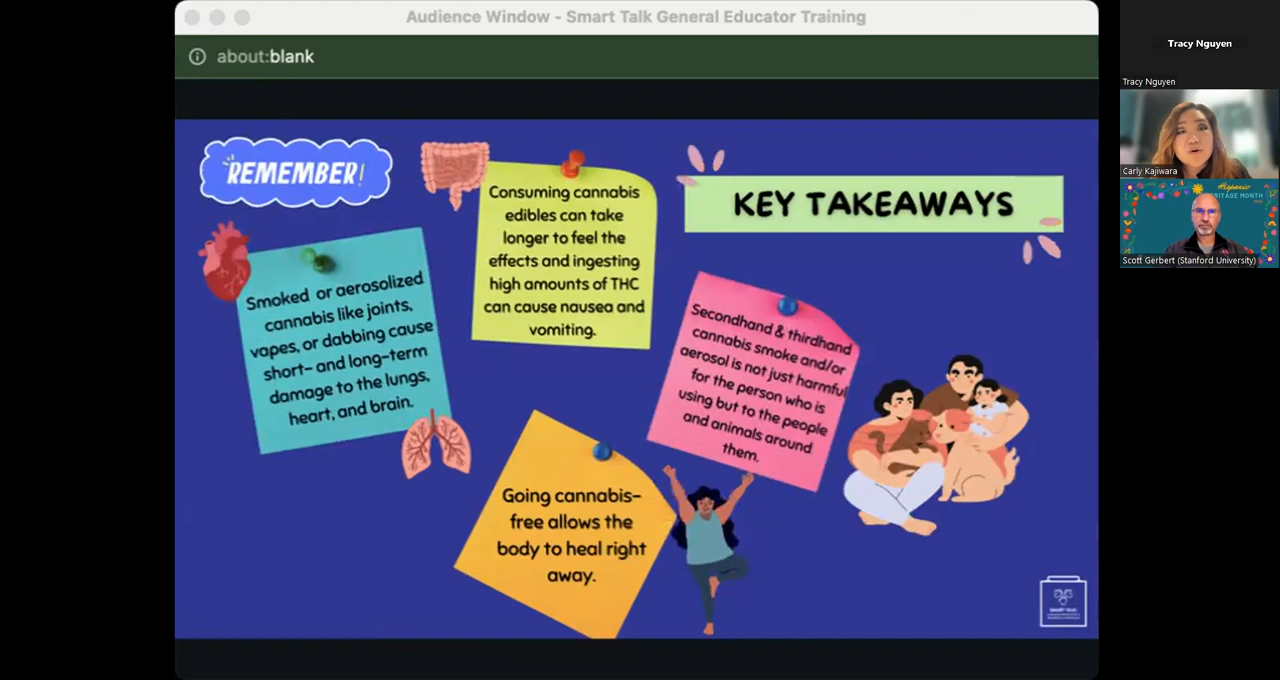 Audience Window - Smart Talk General Educator Training
about:blank
REMEMBER!
KEY TAKEAWAYS
Smoked or aerosolized
cannabis like joints,
vapes, or dabbing cause
short- and long-term
damage to the lungs,
heart, and brain.
Consuming cannabis
edibles can take
longer to feel the
effects and ingesting
high amounts of THC
can cause nausea and
vomiting.
Secondhand & thirdhand
cannabis smoke and/or
aerosol is not just harmful
for the person who is
using but to the people
and animals around
them.
Going cannabis-
free allows the
body to heal right
away.
SMART TALK
Tracy Nguyen
Tracy Nguyen
Carly Kajiwara
Hispanic
HERITAGE MONTH
Scott Gerbert (Stanford University)